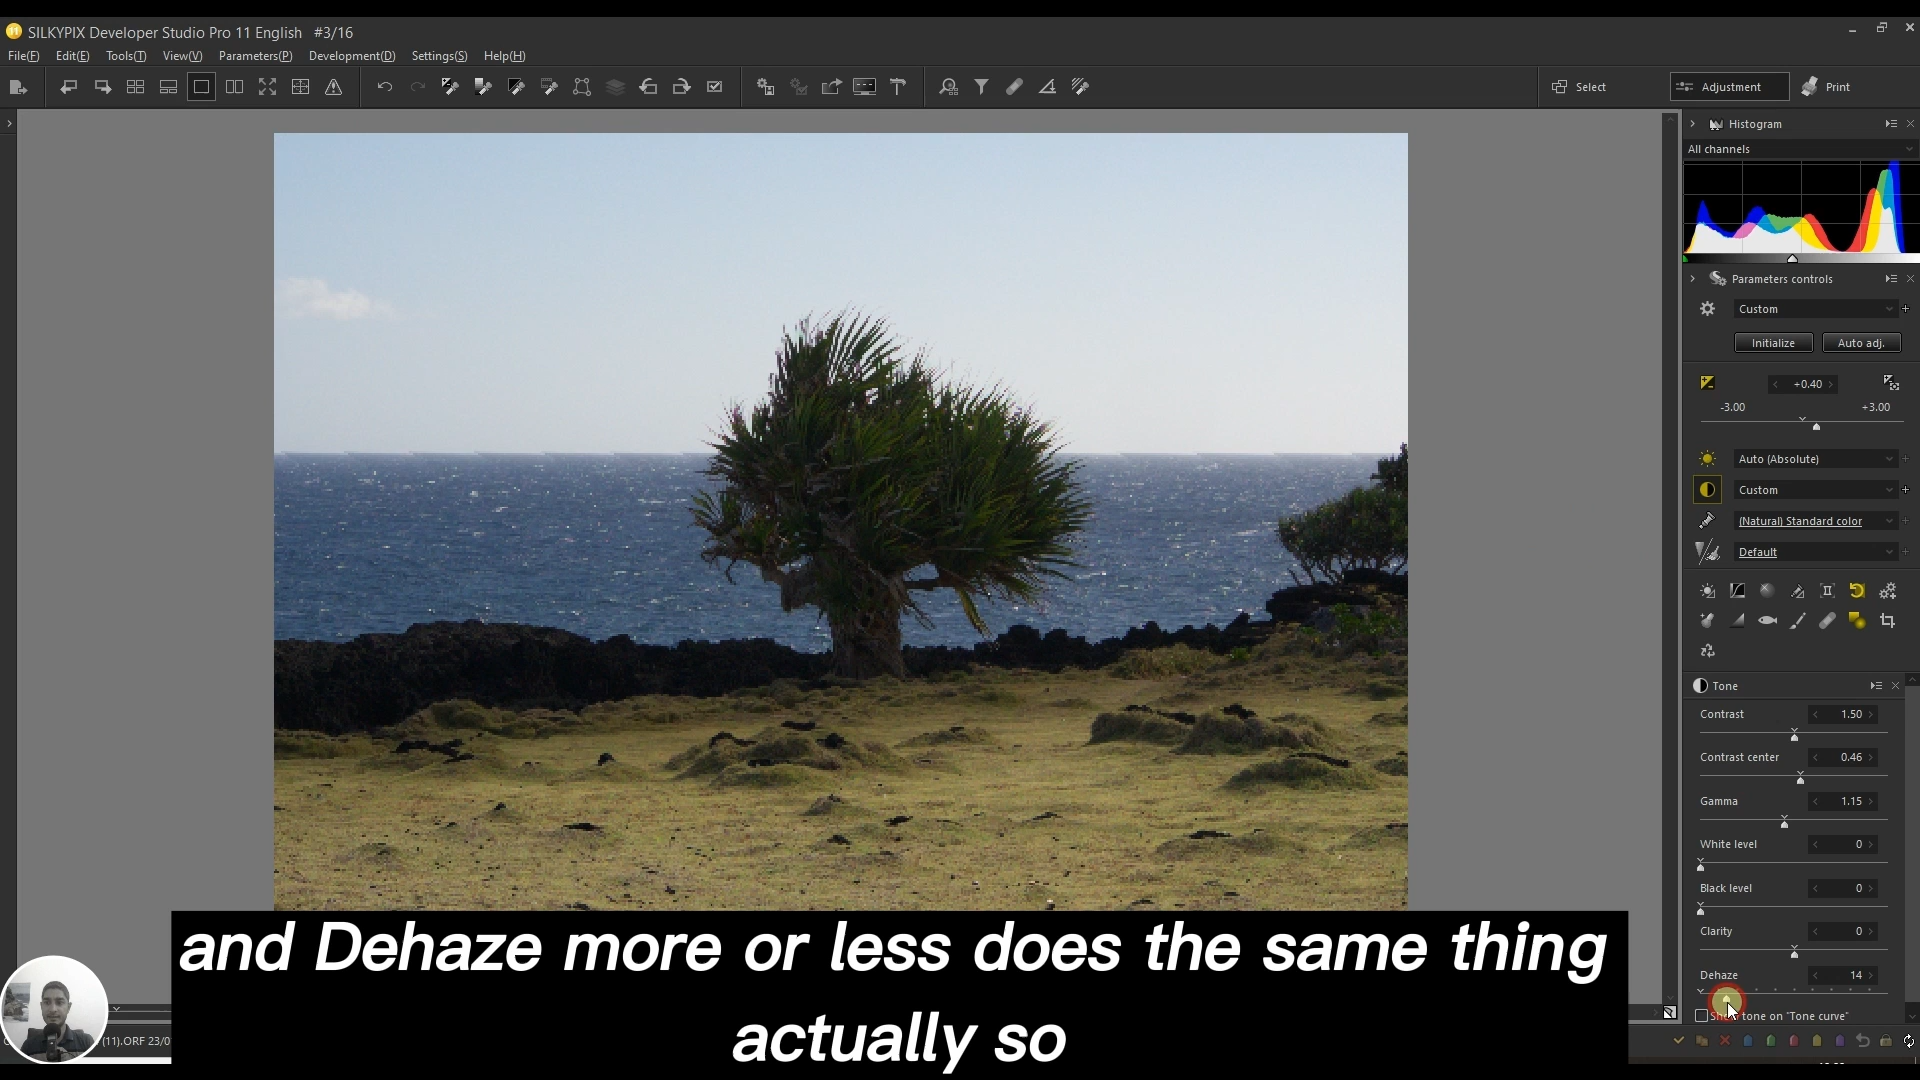 SILKYPIX Developer Studio Pro 11 English #3/16
File(F) Edit(E) Tools(T) View(V) Parameters(P) Development(D) Settings(S) Help(H)
Select Adjustment Print
Histogram
All channels
Parameters controls
Custom
Initialize Auto adj.
+0.40
-3.00 +3.00
Auto (Absolute)
Custom
(Natural) Standard color
Default
Tone
Contrast 1.50
Contrast center 0.46
Gamma 1.15
White level 0
Black level 0
Clarity 0
Dehaze 14
tone on "Tone curve"
(11).ORF 23/0
and Dehaze more or less does the same thing
actually so